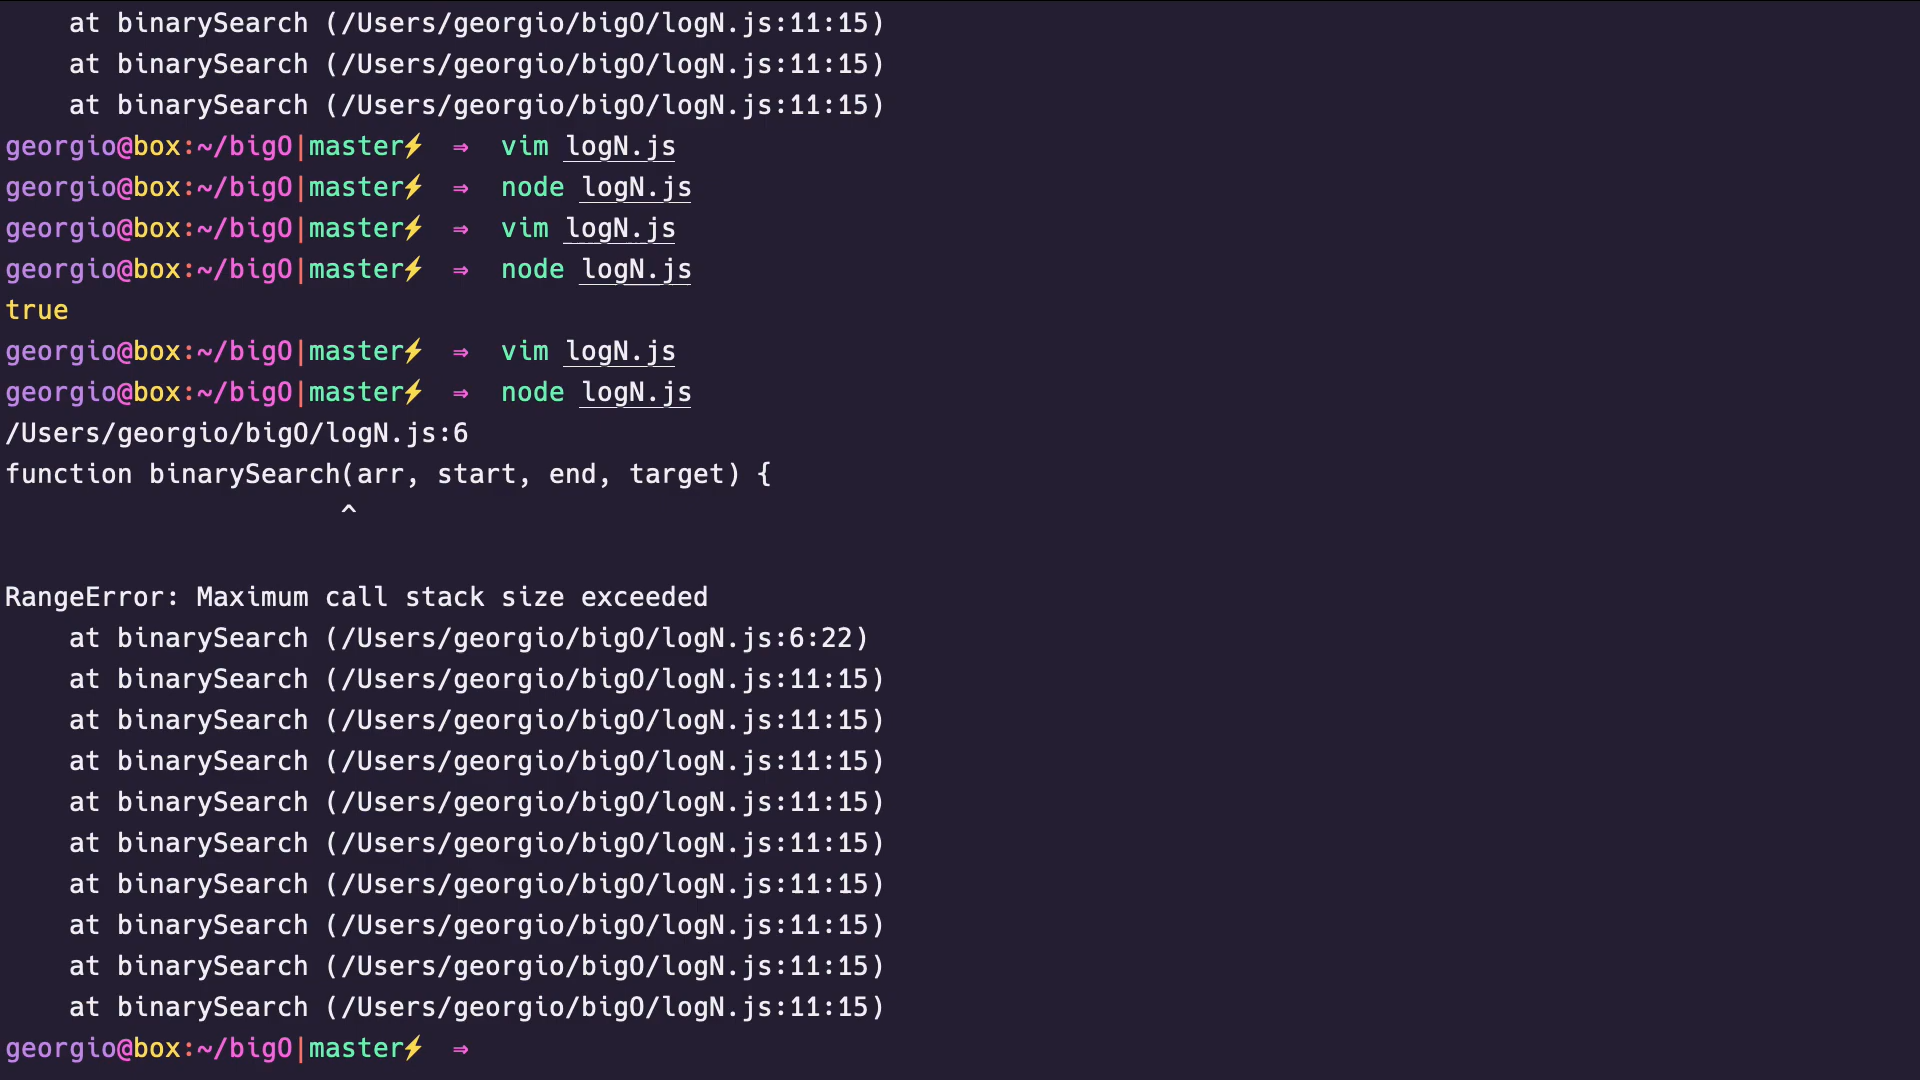 at binarySearch (/Users/georgio/bigO/logN.js:11:15)
    at binarySearch (/Users/georgio/bigO/logN.js:11:15)
    at binarySearch (/Users/georgio/bigO/logN.js:11:15)
georgio@box:~/bigO|master⚡  ⇒  vim logN.js
georgio@box:~/bigO|master⚡  ⇒  node logN.js
georgio@box:~/bigO|master⚡  ⇒  vim logN.js
georgio@box:~/bigO|master⚡  ⇒  node logN.js
true
georgio@box:~/bigO|master⚡  ⇒  vim logN.js
georgio@box:~/bigO|master⚡  ⇒  node logN.js
/Users/georgio/bigO/logN.js:6
function binarySearch(arr, start, end, target) {
                     ^

RangeError: Maximum call stack size exceeded
    at binarySearch (/Users/georgio/bigO/logN.js:6:22)
    at binarySearch (/Users/georgio/bigO/logN.js:11:15)
    at binarySearch (/Users/georgio/bigO/logN.js:11:15)
    at binarySearch (/Users/georgio/bigO/logN.js:11:15)
    at binarySearch (/Users/georgio/bigO/logN.js:11:15)
    at binarySearch (/Users/georgio/bigO/logN.js:11:15)
    at binarySearch (/Users/georgio/bigO/logN.js:11:15)
    at binarySearch (/Users/georgio/bigO/logN.js:11:15)
    at binarySearch (/Users/georgio/bigO/logN.js:11:15)
    at binarySearch (/Users/georgio/bigO/logN.js:11:15)
georgio@box:~/bigO|master⚡  ⇒